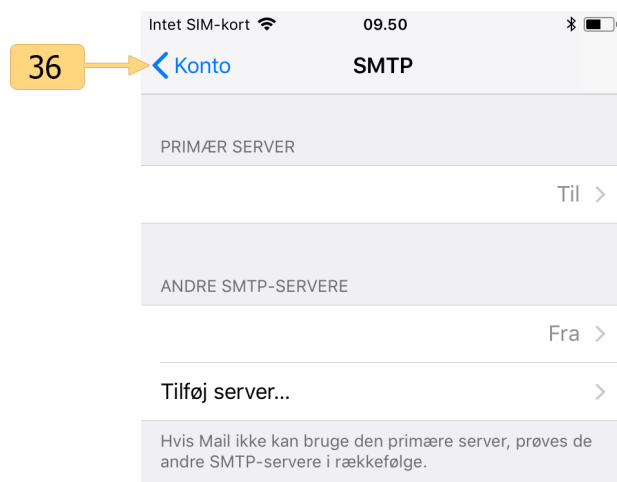 Intet SIM-kort 09.50
36
Konto SMTP
PRIMÆR SERVER
Til
ANDRE SMTP-SERVERE
Fra
Tilføj server...
Hvis Mail ikke kan bruge den primære server, prøves de
andre SMTP-servere i rækkefølge.